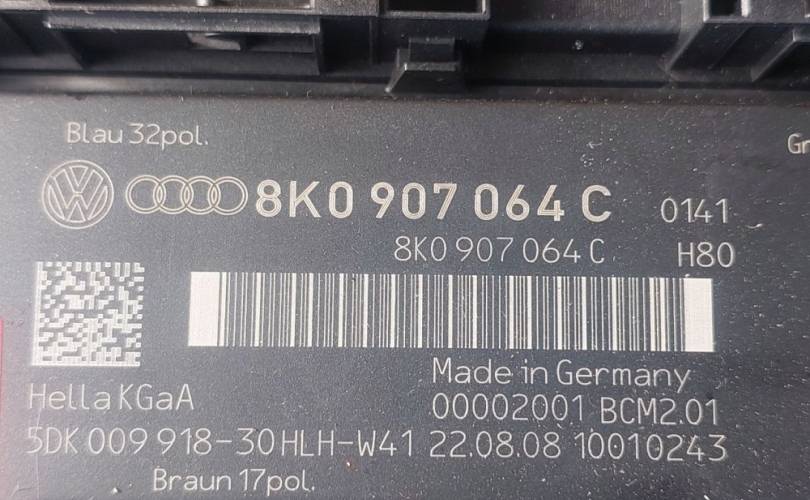 Blau 32pol.
Gr
8K0 907 064 C 0141
8K0 907 064 C H80
Made in Germany
Hella KGaA
00002001 BCM2.01
5DK 009 918-30 HLH-W41 22.08.08 10010243
Braun 17pol.